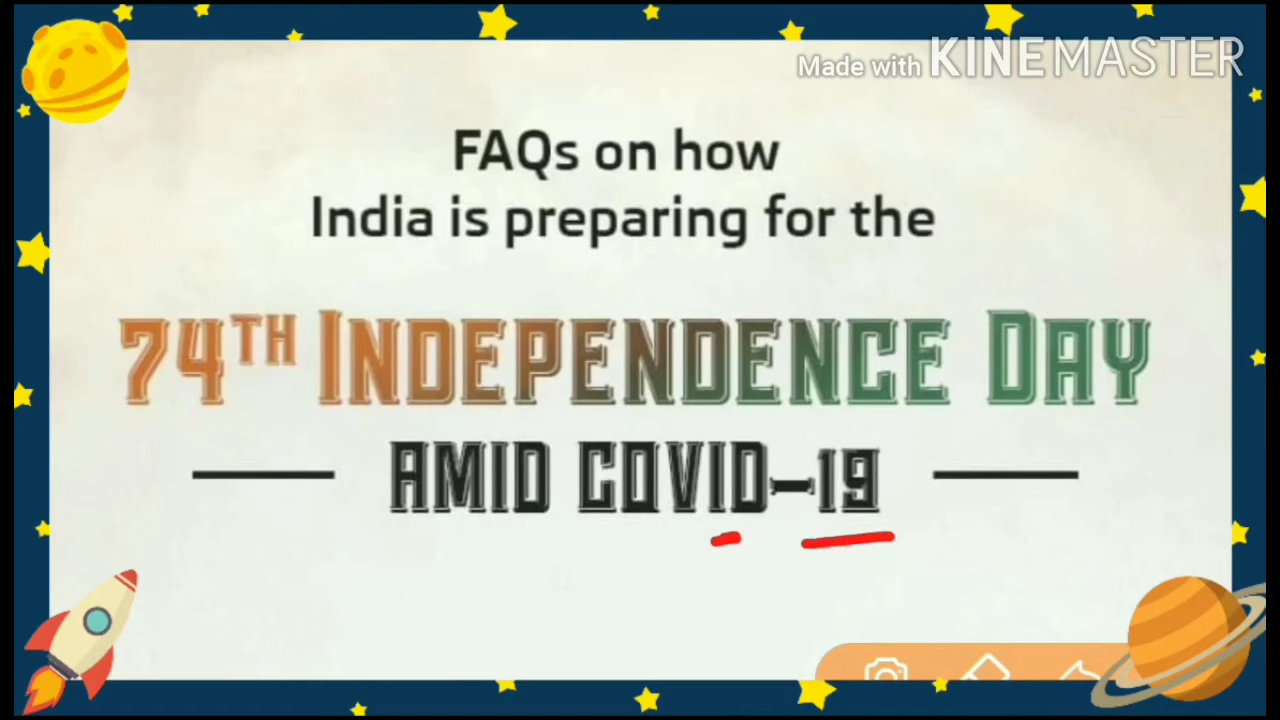 Made with KINEMASTER
FAQs on how
India is preparing for the
74TH INDEPENDENCE DAY
AMID COVID-19